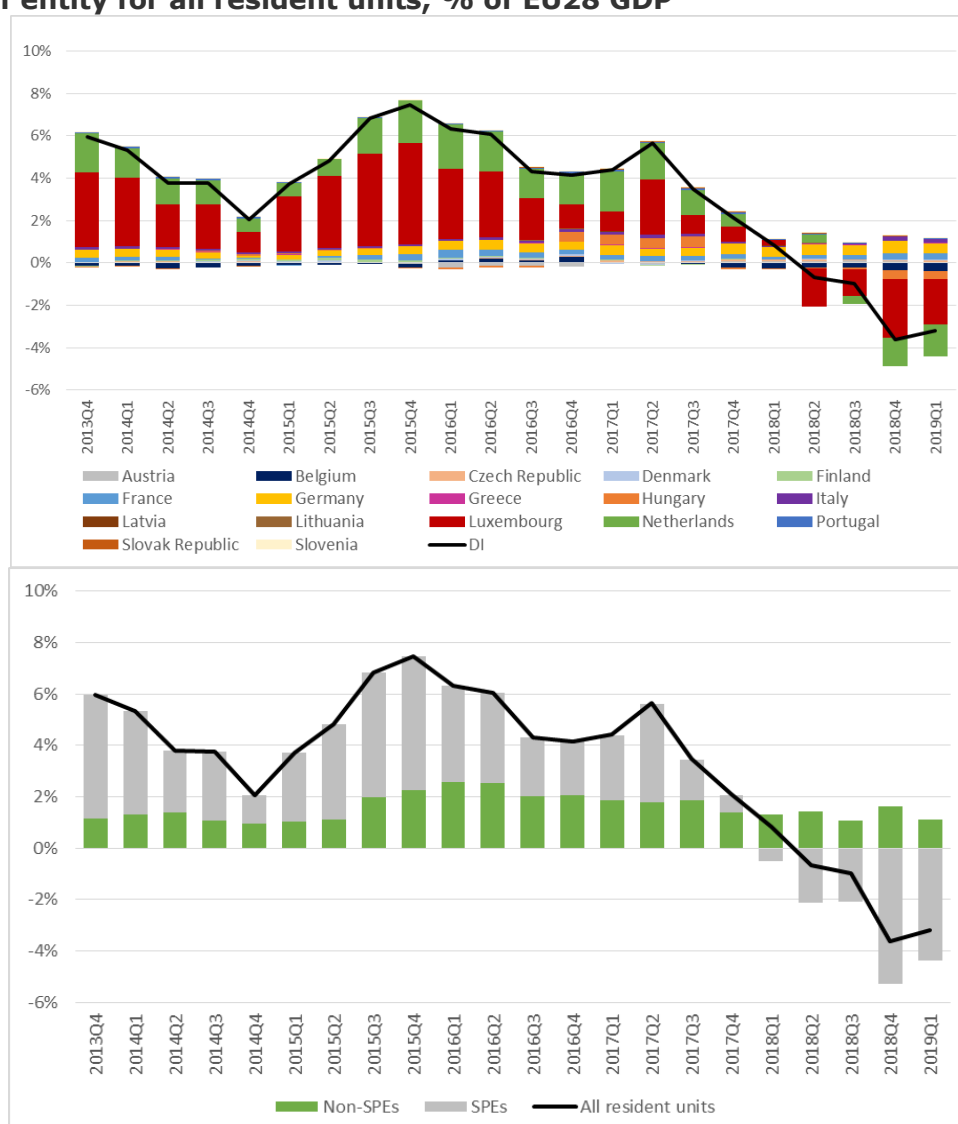 entity for all resident units, % of EU28 GDP
10%
8%
6%
4%
2%
0%
-2%
-4%
-6%
2013Q4 2014Q1 2014Q2 2014Q3 2014Q4 2015Q1 2015Q2 2015Q3 2015Q4 2016Q1 2016Q2 2016Q3 2016Q4 2017Q1 2017Q2 2017Q3 2017Q4 2018Q1 2018Q2 2018Q3 2018Q4 2019Q1
Austria Belgium Czech Republic Denmark Finland
France Germany Greece Hungary Italy
Latvia Lithuania Luxembourg Netherlands Portugal
Slovak Republic Slovenia DI
10%
8%
6%
4%
2%
0%
-2%
-4%
-6%
2013Q4 2014Q1 2014Q2 2014Q3 2014Q4 2015Q1 2015Q2 2015Q3 2015Q4 2016Q1 2016Q2 2016Q3 2016Q4 2017Q1 2017Q2 2017Q3 2017Q4 2018Q1 2018Q2 2018Q3 2018Q4 2019Q1
Non-SPEs SPEs All resident units